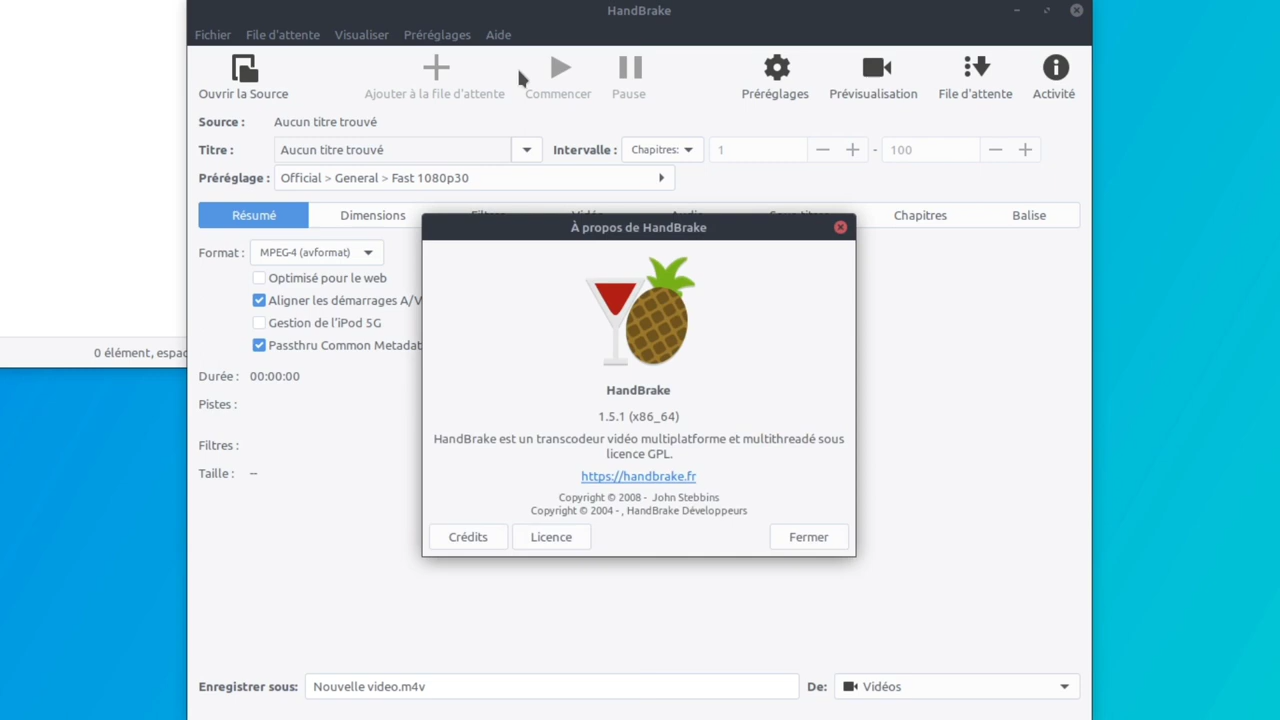 HandBrake
Fichier File d'attente Visualiser Préréglages Aide
Ouvrir la Source Ajouter à la file d'attente Commencer Pause Préréglages Prévisualisation File d'attente Activité
Source : Aucun titre trouvé
Titre : Aucun titre trouvé Intervalle : Chapitres: 1 - 100
Préréglage : Official > General > Fast 1080p30
Résumé Dimensions Chapitres Balise
À propos de HandBrake
Format : MPEG-4 (avformat)
Optimisé pour le web
Aligner les démarrages A/V
Gestion de l'iPod 5G
Passthru Common Metadat
0 élément, espac
Durée : 00:00:00
Pistes :
Filtres :
Taille : --
HandBrake
1.5.1 (x86_64)
HandBrake est un transcodeur vidéo multiplatforme et multithreadé sous
licence GPL.
https://handbrake.fr
Copyright © 2008 - John Stebbins
Copyright © 2004 - , HandBrake Développeurs
Crédits Licence Fermer
Enregistrer sous: Nouvelle video.m4v De: Vidéos